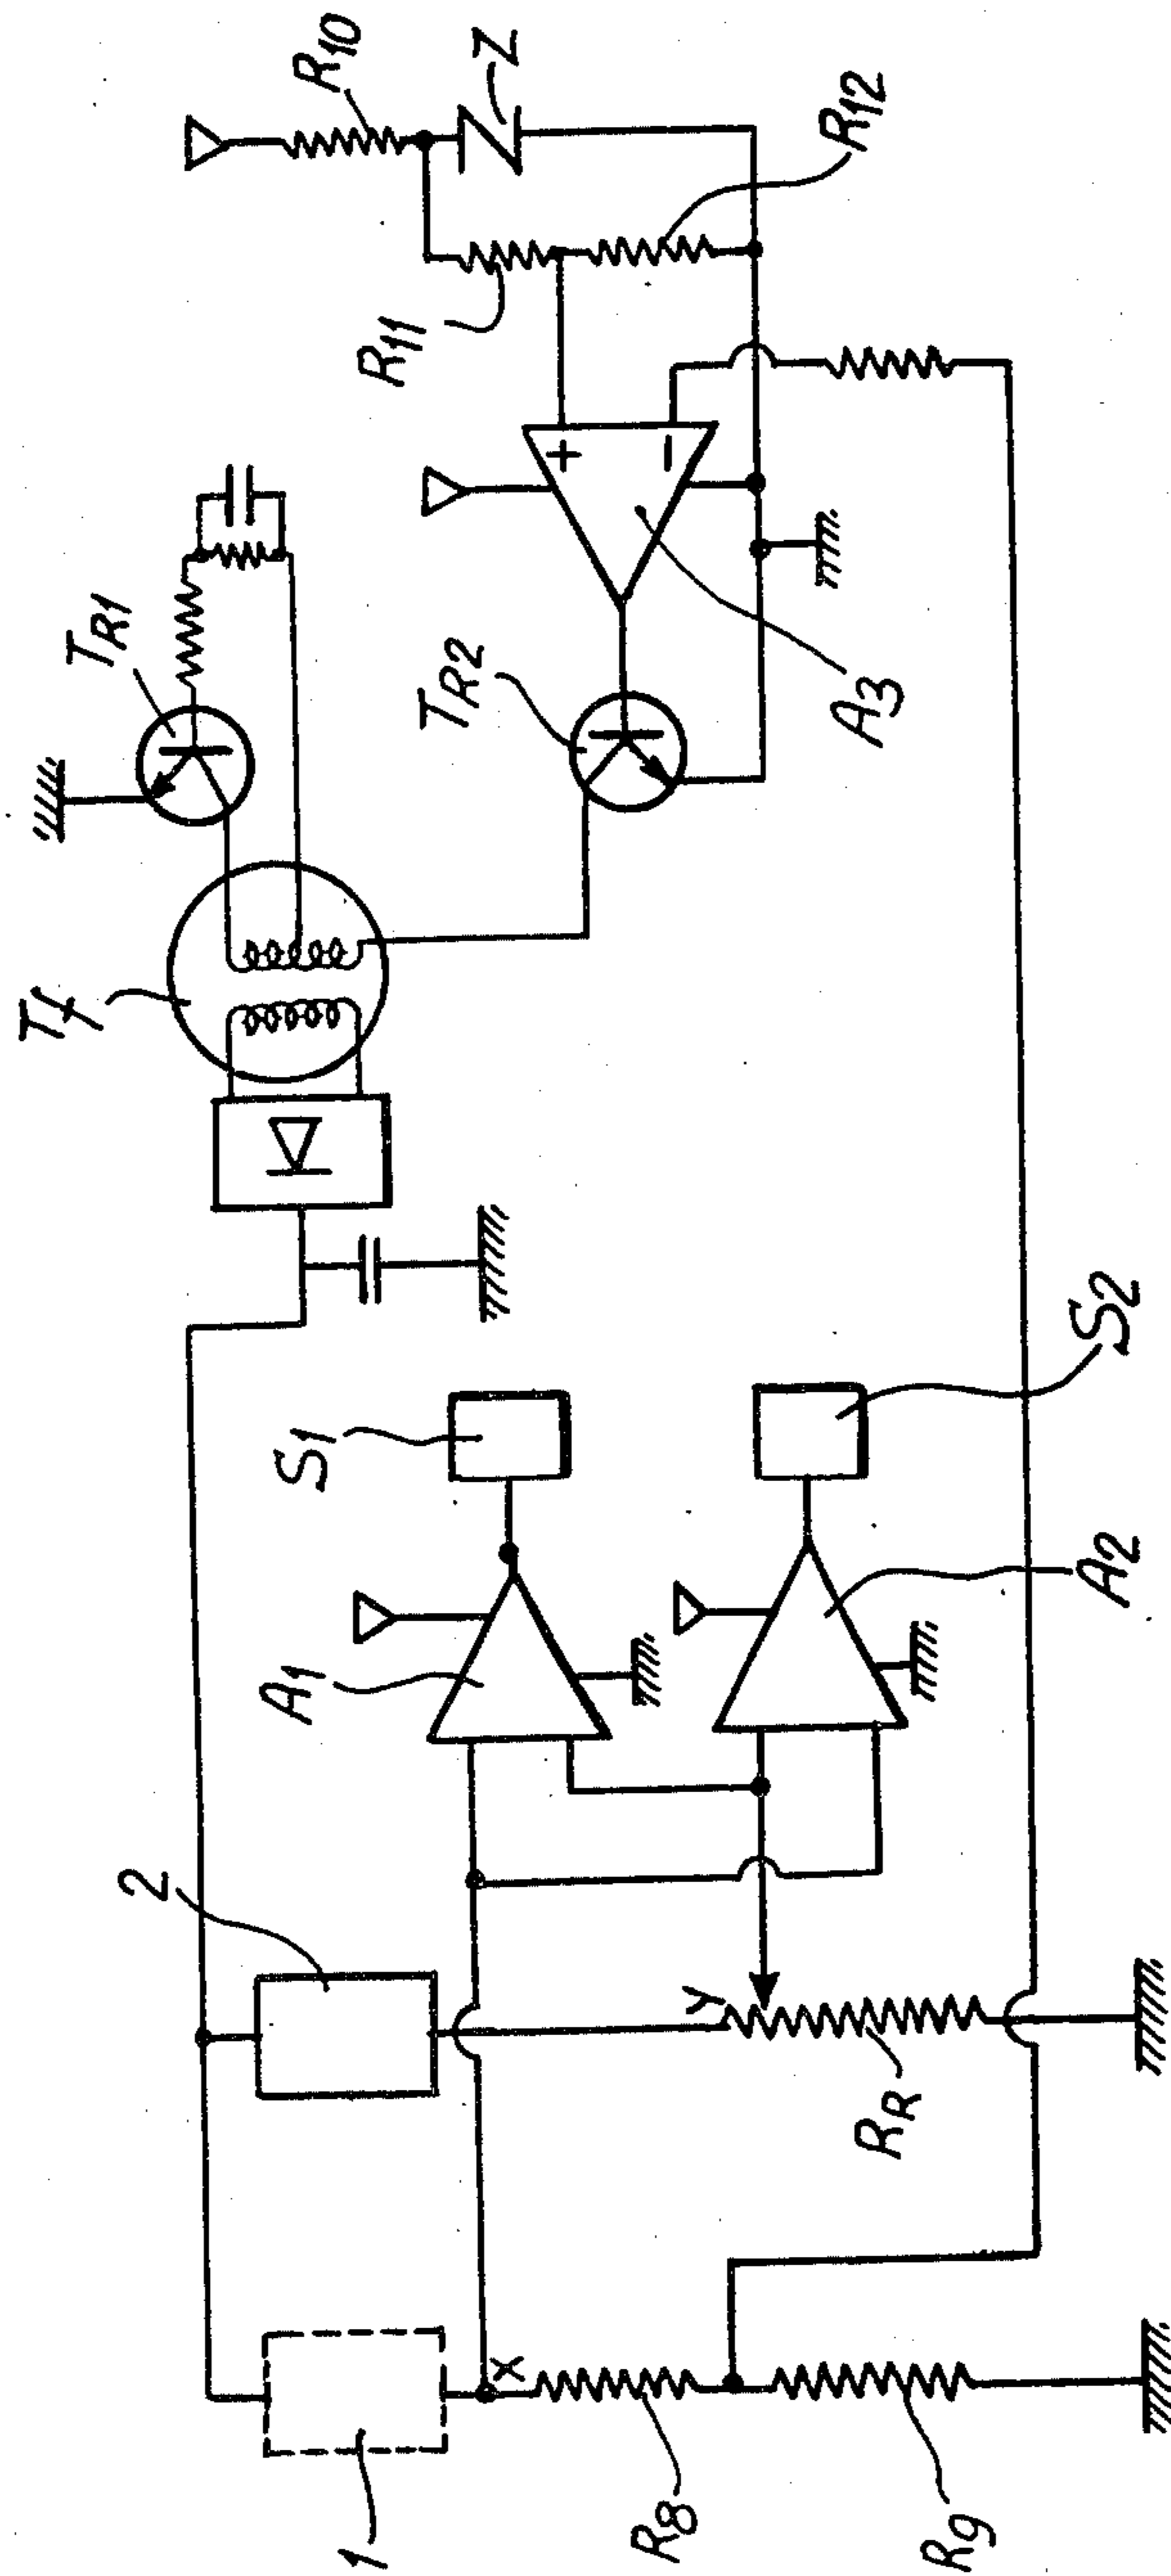 1
2
X
Y
R8
R9
RR
A1
A2
S1
S2
Tf
TR1
TR2
A3
+
−
R11
R10
Z
R12